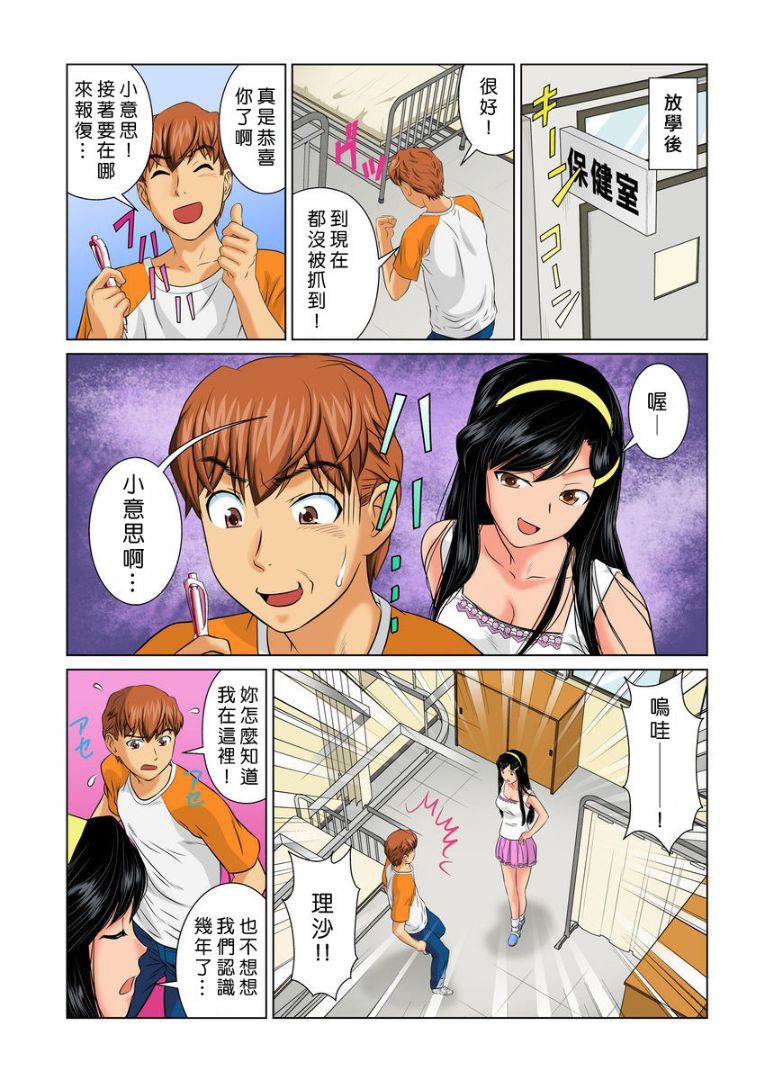 放學後
保健室
キーンコーン
很好！
グッ
到現在
都沒被抓到！
真是恭喜
你了啊
小意思！
接著要在哪
來報復…
喔—
小意思啊…
嗚哇——！
理沙!!
妳怎麼知道
我在這裡！
アセ
アセ
也不想想
我們認識
幾年了…